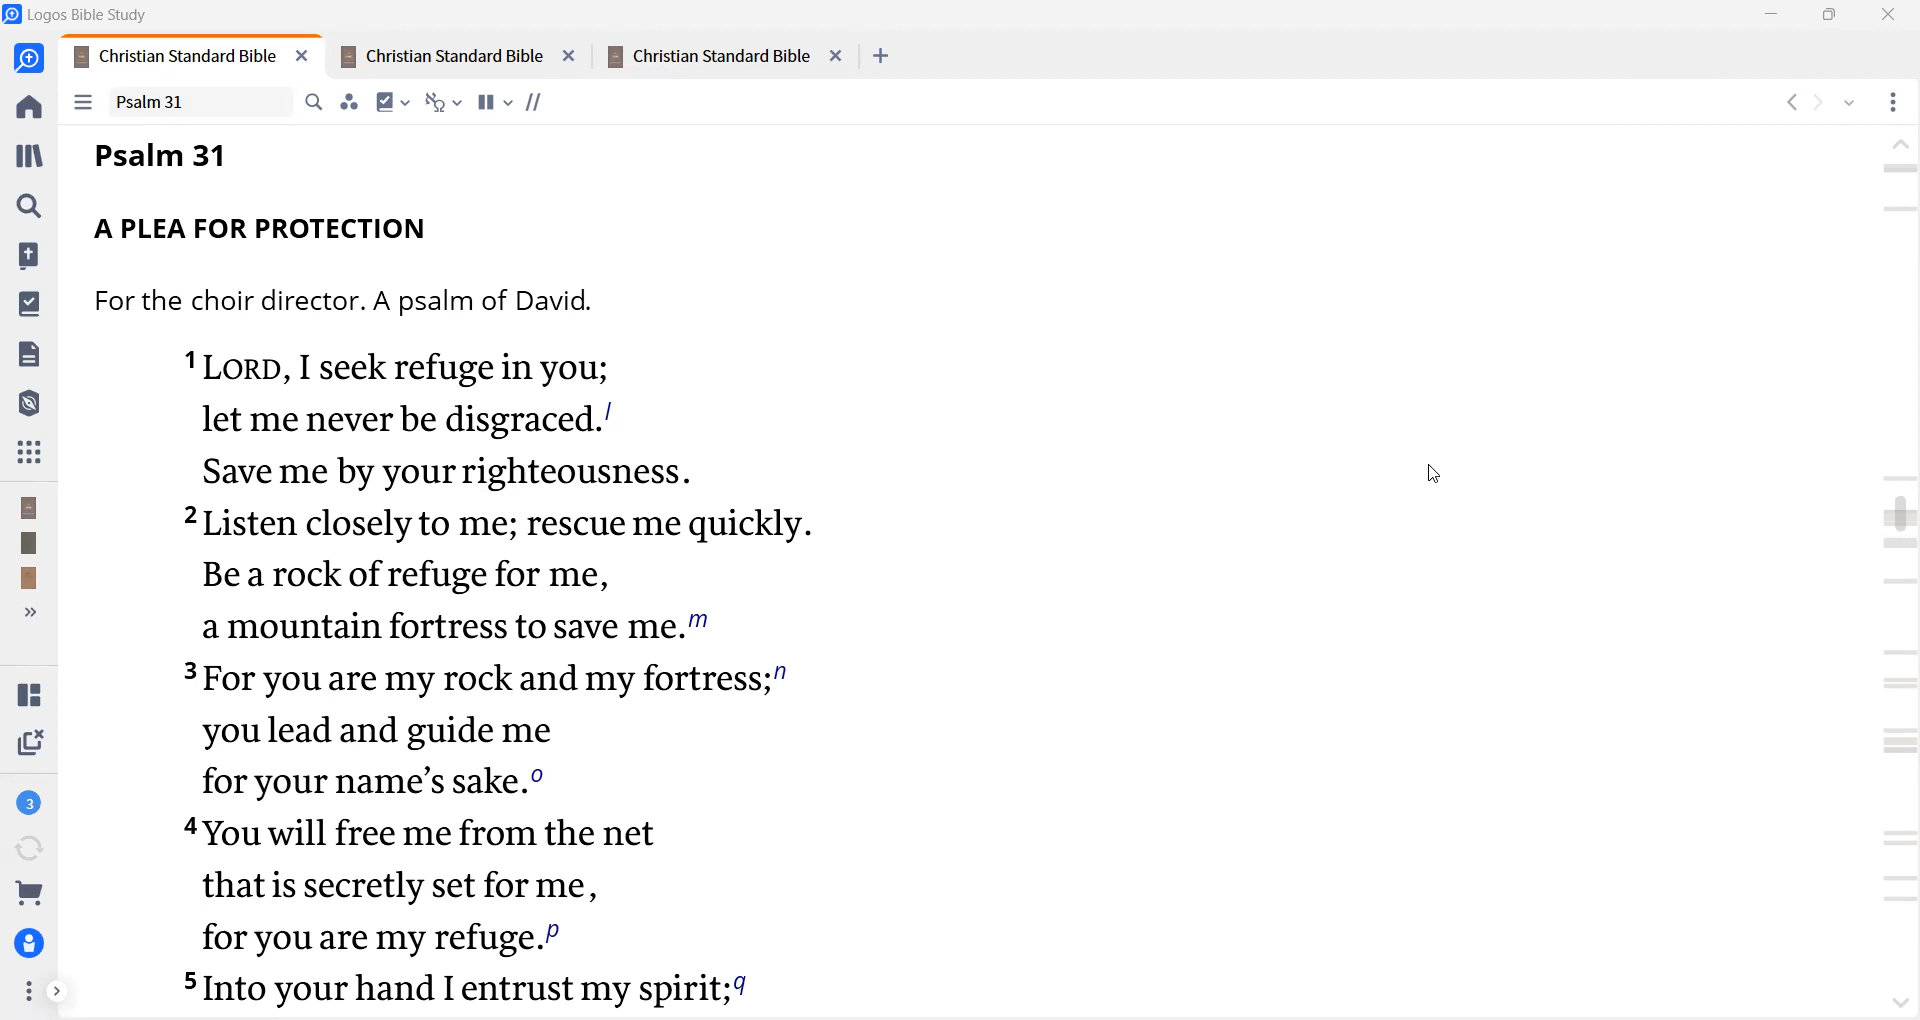 Logos Bible Study
Christian Standard Bible Christian Standard Bible Christian Standard Bible
Psalm 31
Psalm 31
A PLEA FOR PROTECTION
For the choir director. A psalm of David.
1 LORD, I seek refuge in you;
let me never be disgraced.l
Save me by your righteousness.
2 Listen closely to me; rescue me quickly.
Be a rock of refuge for me,
a mountain fortress to save me.m
3 For you are my rock and my fortress;n
you lead and guide me
for your name’s sake.o
4 You will free me from the net
that is secretly set for me,
for you are my refuge.p
5 Into your hand I entrust my spirit;q
3